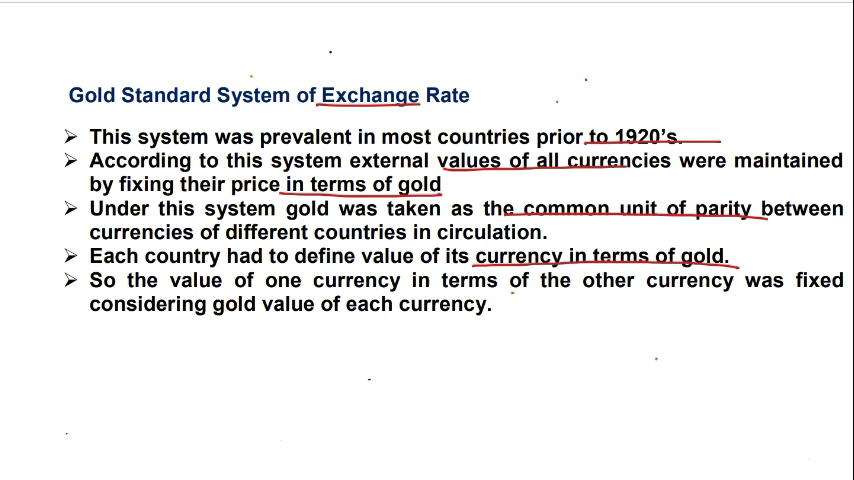 Gold Standard System of Exchange Rate
➢ This system was prevalent in most countries prior to 1920's.
➢ According to this system external values of all currencies were maintained
by fixing their price in terms of gold
➢ Under this system gold was taken as the common unit of parity between
currencies of different countries in circulation.
➢ Each country had to define value of its currency in terms of gold.
➢ So the value of one currency in terms of the other currency was fixed
considering gold value of each currency.